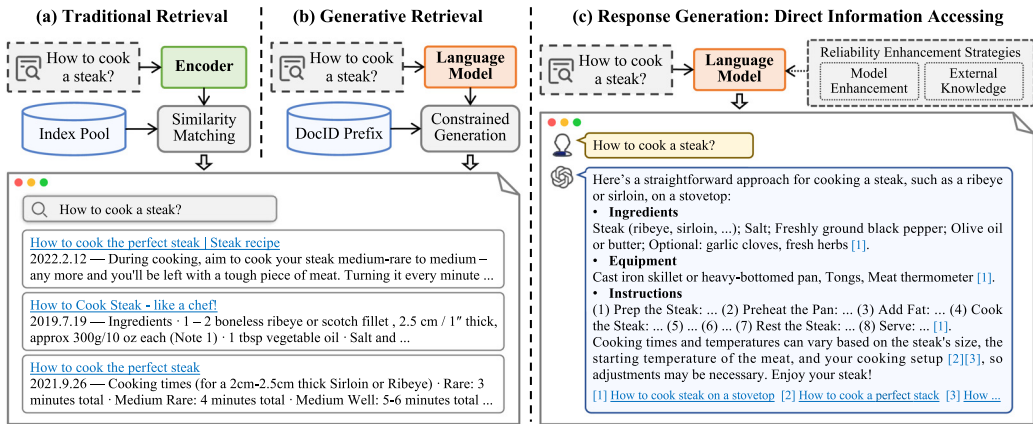 (a) Traditional Retrieval
How to cook
a steak?
Encoder
Index Pool
Similarity
Matching
(b) Generative Retrieval
How to cook
a steak?
Language
Model
DocID Prefix
Constrained
Generation
How to cook a steak?
How to cook the perfect steak | Steak recipe
2022.2.12 — During cooking, aim to cook your steak medium-rare to medium –
any more and you'll be left with a tough piece of meat. Turning it every minute ...
How to Cook Steak - like a chef!
2019.7.19 — Ingredients · 1 – 2 boneless ribeye or scotch fillet , 2.5 cm / 1″ thick,
approx 300g/10 oz each (Note 1) · 1 tbsp vegetable oil · Salt and ...
How to cook the perfect steak
2021.9.26 — Cooking times (for a 2cm-2.5cm thick Sirloin or Ribeye) · Rare: 3
minutes total · Medium Rare: 4 minutes total · Medium Well: 5-6 minutes total ...
(c) Response Generation: Direct Information Accessing
How to cook
a steak?
Language
Model
Reliability Enhancement Strategies
Model
Enhancement
External
Knowledge
How to cook a steak?
Here's a straightforward approach for cooking a steak, such as a ribeye
or sirloin, on a stovetop:
• Ingredients
Steak (ribeye, sirloin, ...); Salt; Freshly ground black pepper; Olive oil
or butter; Optional: garlic cloves, fresh herbs [1].
• Equipment
Cast iron skillet or heavy-bottomed pan, Tongs, Meat thermometer [1].
• Instructions
(1) Prep the Steak: ... (2) Preheat the Pan: ... (3) Add Fat: ... (4) Cook
the Steak: ... (5) ... (6) ... (7) Rest the Steak: ... (8) Serve: ... [1].
Cooking times and temperatures can vary based on the steak's size, the
starting temperature of the meat, and your cooking setup [2][3], so
adjustments may be necessary. Enjoy your steak!
[1] How to cook steak on a stovetop [2] How to cook a perfect stack [3] How ...